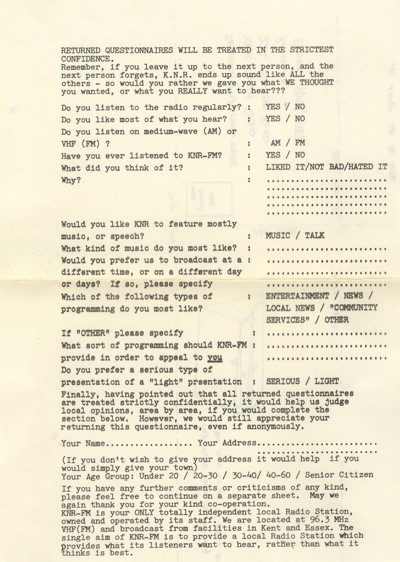 RETURNED QUESTIONNAIRES WILL BE TREATED IN THE STRICTEST
CONFIDENCE.
Remember, if you leave it up to the next person, and the
next person forgets, K.N.R. ends up sound like ALL the
others - so would you rather we gave you what WE THOUGHT
you wanted, or what you REALLY want to hear???
Do you listen to the radio regularly? : YES / NO
Do you like most of what you hear? : YES / NO
Do you listen on medium-wave (AM) or
VHF (FM) ? : AM / FM
Have you ever listened to KNR-FM? : YES / NO
What did you think of it? : LIKED IT/NOT BAD/HATED IT
Why? : ........................
........................
........................
........................
Would you like KNR to feature mostly
music, or speech? : MUSIC / TALK
What kind of music do you most like? : ........................
Would you prefer us to broadcast at a : ........................
different time, or on a different day ........................
or days? If so, please specify ........................
Which of the following types of : ENTERTAINMENT / NEWS /
programming do you most like? LOCAL NEWS / "COMMUNITY
SERVICES" / OTHER
If "OTHER" please specify : ........................
What sort of programming should KNR-FM : ........................
provide in order to appeal to you ........................
Do you prefer a serious type of
presentation of a "light" prsentation : SERIOUS / LIGHT
Finally, having pointed out that all returned questionnaires
are treated strictly confidentially, it would help us judge
local opinions, area by area, if you would complete the
section below. However, we would still appreciate your
returning this questionnaire, even if anonymously.
Your Name................. Your Address........................
........................
(If you don't wish to give your address it would help if you
would simply give your town)
Your Age Group: Under 20 / 20-30 / 30-40/ 40-60 / Senior Citizen
If you have any further comments or criticisms of any kind,
please feel free to continue on a separate sheet. May we
again thank you for your kind co-operation.
KNR-FM is your ONLY totally independent local Radio Station,
owned and operated by its staff. We are located at 96.3 MHz
VHF(FM) and broadcast from facilities in Kent and Essex. The
single aim of KNR-FM is to provide a local Radio Station which
provides what its listeners want to hear, rather than what it
thinks is best.